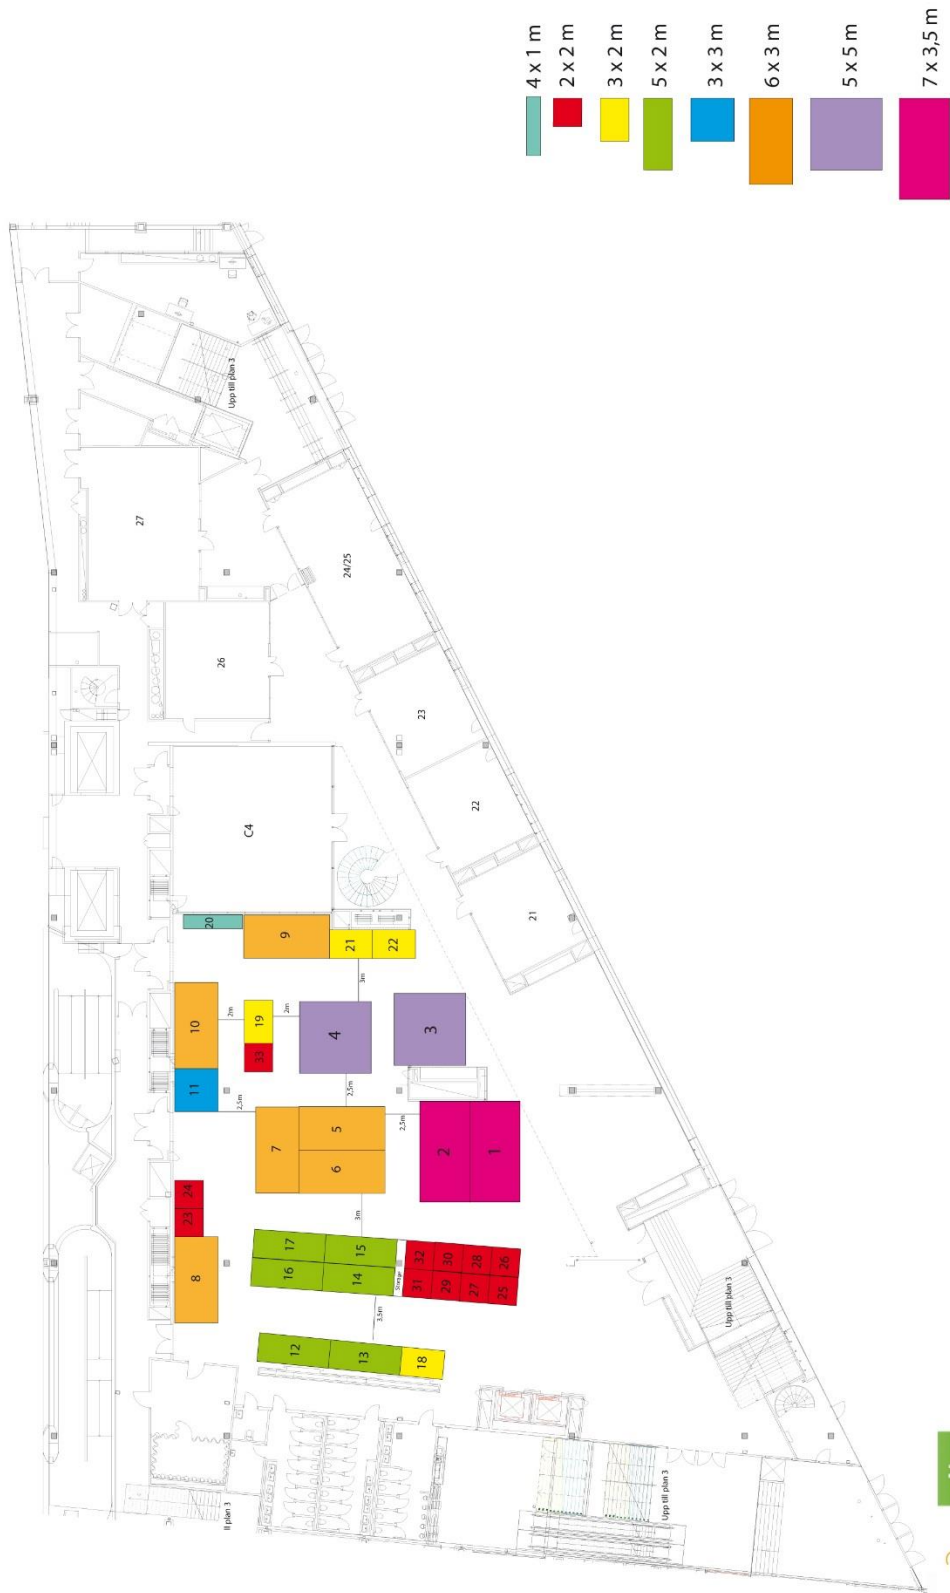 4 x 1 m
2 x 2 m
3 x 2 m
5 x 2 m
3 x 3 m
6 x 3 m
5 x 5 m
7 x 3,5 m
Upp till plan 3
27
24/25
26
23
22
C4
21
20
9
21
22
3m
10
2m
19
2m
33
4
3
11
2,5m
2,5m
2,5m
7
5
6
2
1
24
23
3m
8
17
15
16
14
Storage
32
30
28
26
31
29
27
25
3,5m
12
13
18
Upp till plan 3
ll plan 3
Upp till plan 3